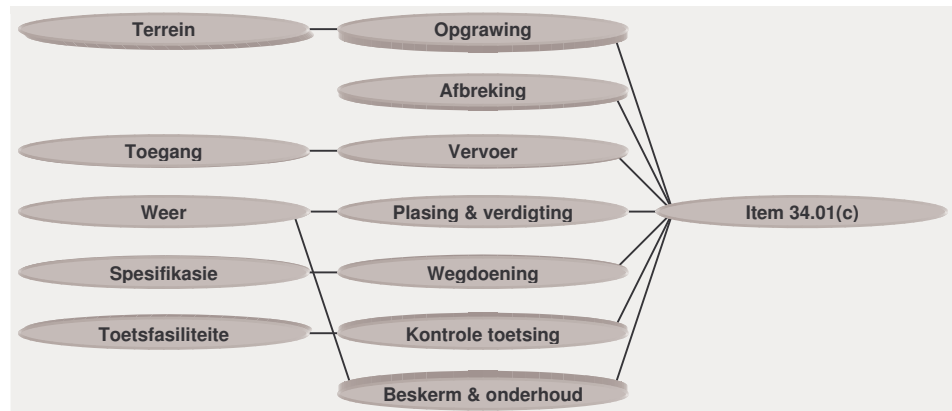 Terrein
Opgrawing
Afbreking
Toegang
Vervoer
Weer
Plasing & verdigting
Item 34.01(c)
Spesifikasie
Wegdoening
Toetsfasiliteite
Kontrole toetsing
Beskerm & onderhoud